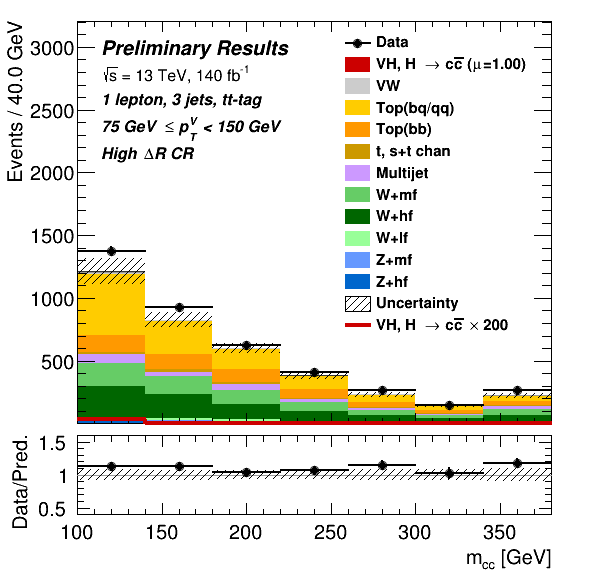 Events / 40.0 GeV
3000
2500
2000
1500
1000
500
Preliminary Results
√s = 13 TeV, 140 fb⁻¹
1 lepton, 3 jets, tt-tag
75 GeV ≤ p_T^V < 150 GeV
High ΔR CR
Data
VH, H → cc̅ (μ=1.00)
VW
Top(bq/qq)
Top(bb)
t, s+t chan
Multijet
W+mf
W+hf
W+lf
Z+mf
Z+hf
Uncertainty
VH, H → cc̅ × 200
Data/Pred.
1.5
1
0.5
100 150 200 250 300 350
m_cc [GeV]